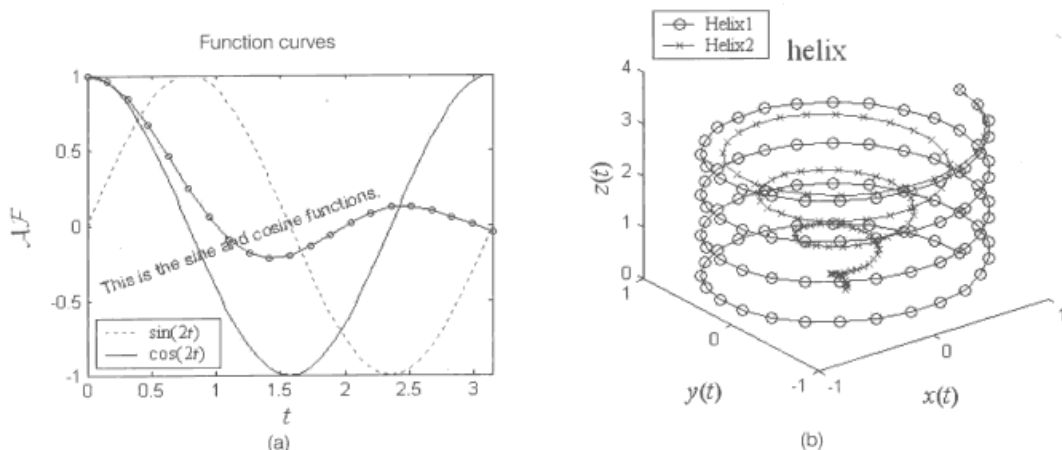 Function curves
𝒜ℱ
1
0.5
0
-0.5
-1
This is the sine and cosine functions.
sin(2t)
cos(2t)
0
0.5
1
1.5
2
2.5
3
t
(a)
Helix1
Helix2
helix
z(t)
4
3
2
1
0
1
0
-1
y(t)
-1
0
1
x(t)
(b)